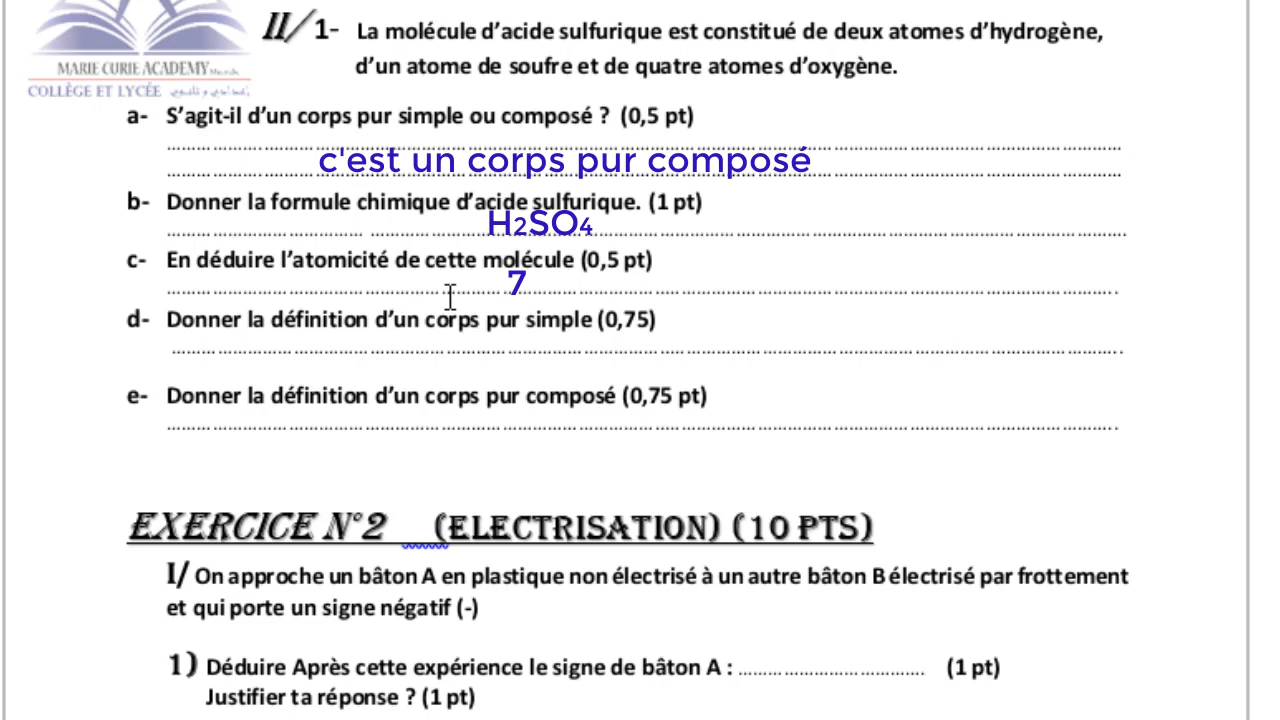 II/ 1- La molécule d’acide sulfurique est constitué de deux atomes d’hydrogène,
d’un atome de soufre et de quatre atomes d’oxygène.
MARIE CURIE ACADEMY
COLLÈGE ET LYCÉE
a- S’agit-il d’un corps pur simple ou composé ? (0,5 pt)
c'est un corps pur composé
b- Donner la formule chimique d’acide sulfurique. (1 pt)
H2SO4
c- En déduire l’atomicité de cette molécule (0,5 pt)
7
d- Donner la définition d’un corps pur simple (0,75)
e- Donner la définition d’un corps pur composé (0,75 pt)
EXERCICE N°2 (ELECTRISATION) (10 PTS)
I/ On approche un bâton A en plastique non électrisé à un autre bâton B électrisé par frottement
et qui porte un signe négatif (-)
1) Déduire Après cette expérience le signe de bâton A : ................................ (1 pt)
Justifier ta réponse ? (1 pt)